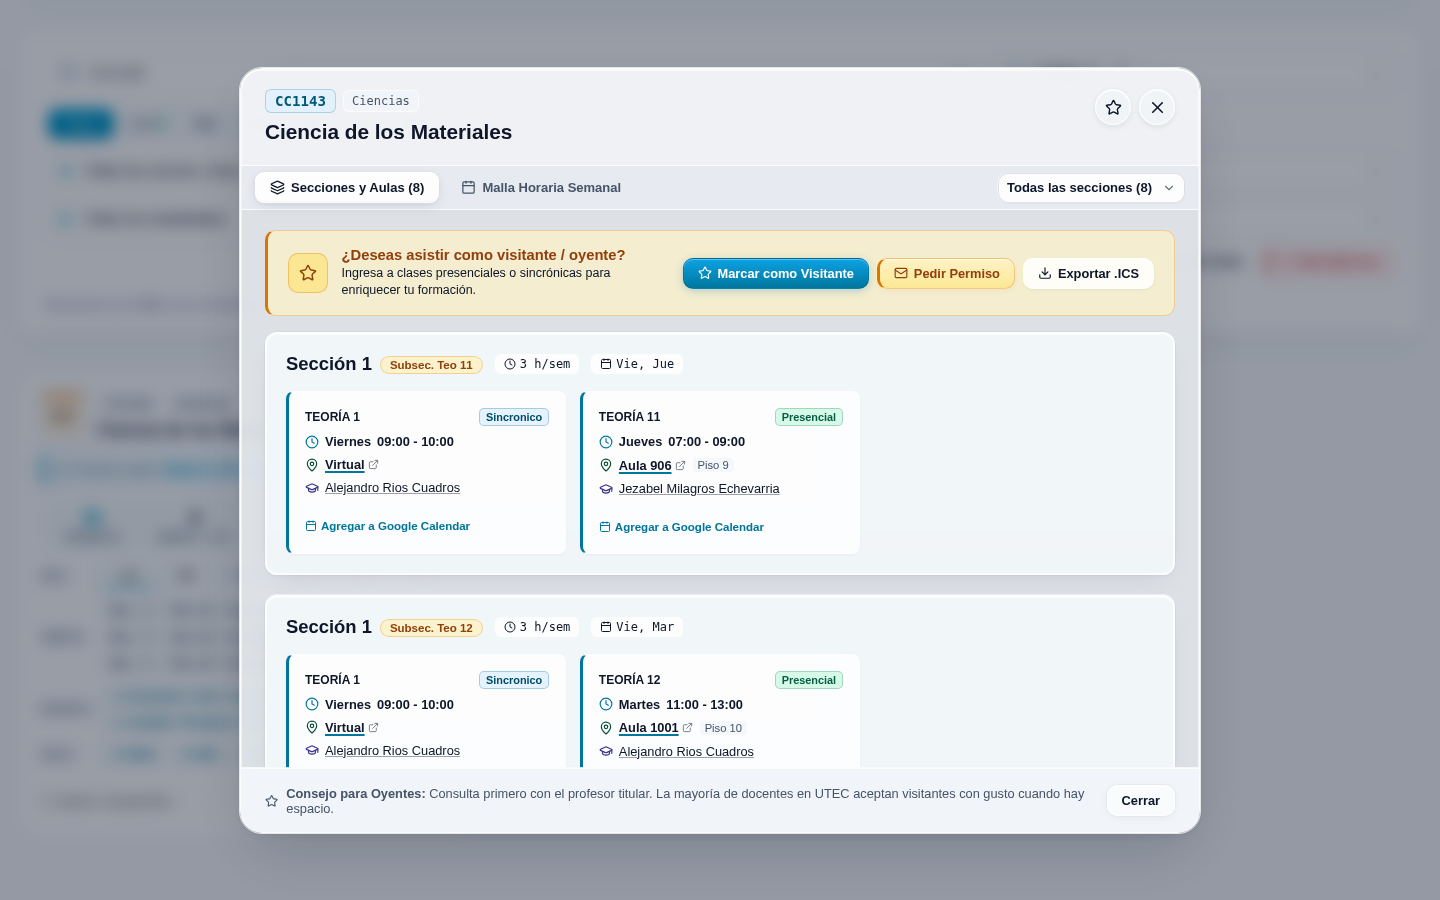 CC1143 Ciencias
Ciencia de los Materiales
Secciones y Aulas (8) Malla Horaria Semanal Todas las secciones (8)
¿Deseas asistir como visitante / oyente?
Ingresa a clases presenciales o sincrónicas para
enriquecer tu formación.
Marcar como Visitante Pedir Permiso Exportar .ICS
Sección 1 Subsec. Teo 11 3 h/sem Vie, Jue
TEORÍA 1 Sincronico
Viernes 09:00 - 10:00
Virtual
Alejandro Rios Cuadros
Agregar a Google Calendar
TEORÍA 11 Presencial
Jueves 07:00 - 09:00
Aula 906 Piso 9
Jezabel Milagros Echevarria
Agregar a Google Calendar
Sección 1 Subsec. Teo 12 3 h/sem Vie, Mar
TEORÍA 1 Sincronico
Viernes 09:00 - 10:00
Virtual
Alejandro Rios Cuadros
TEORÍA 12 Presencial
Martes 11:00 - 13:00
Aula 1001 Piso 10
Alejandro Rios Cuadros
Consejo para Oyentes: Consulta primero con el profesor titular. La mayoría de docentes en UTEC aceptan visitantes con gusto cuando hay
espacio.
Cerrar